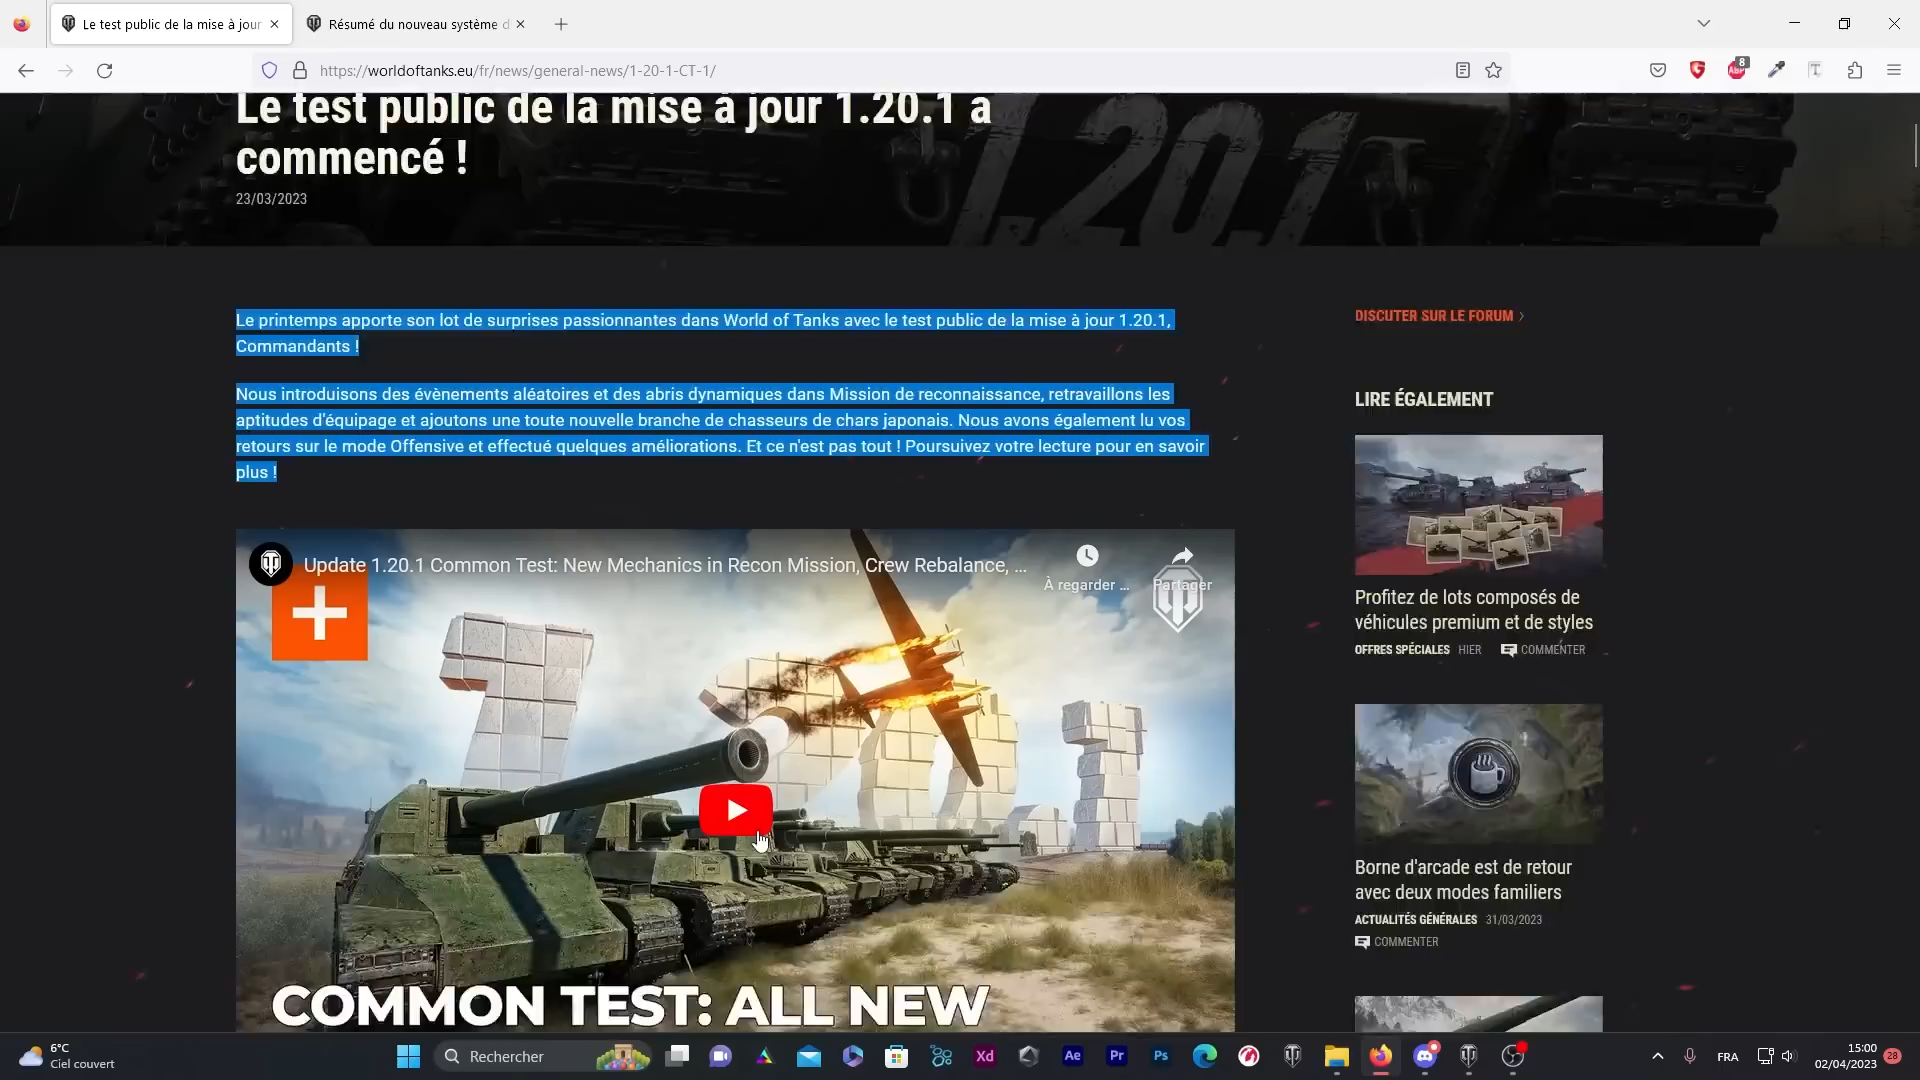 Le test public de la mise à jour
Résumé du nouveau système d
https://worldoftanks.eu/fr/news/general-news/1-20-1-CT-1/
8
Le test public de la mise à jour 1.20.1 a
commencé !
23/03/2023
1.20.1
Le printemps apporte son lot de surprises passionnantes dans World of Tanks avec le test public de la mise à jour 1.20.1,
Commandants !
Nous introduisons des évènements aléatoires et des abris dynamiques dans Mission de reconnaissance, retravaillons les
aptitudes d'équipage et ajoutons une toute nouvelle branche de chasseurs de chars japonais. Nous avons également lu vos
retours sur le mode Offensive et effectué quelques améliorations. Et ce n'est pas tout ! Poursuivez votre lecture pour en savoir
plus !
Update 1.20.1 Common Test: New Mechanics in Recon Mission, Crew Rebalance, ...
À regarder ...
Partager
COMMON TEST: ALL NEW
DISCUTER SUR LE FORUM
LIRE ÉGALEMENT
Profitez de lots composés de
véhicules premium et de styles
OFFRES SPÉCIALES HIER COMMENTER
Borne d'arcade est de retour
avec deux modes familiers
ACTUALITÉS GÉNÉRALES 31/03/2023
COMMENTER
6°C
Ciel couvert
Rechercher
Xd
Ae
Pr
Ps
FRA
15:00
02/04/2023
28